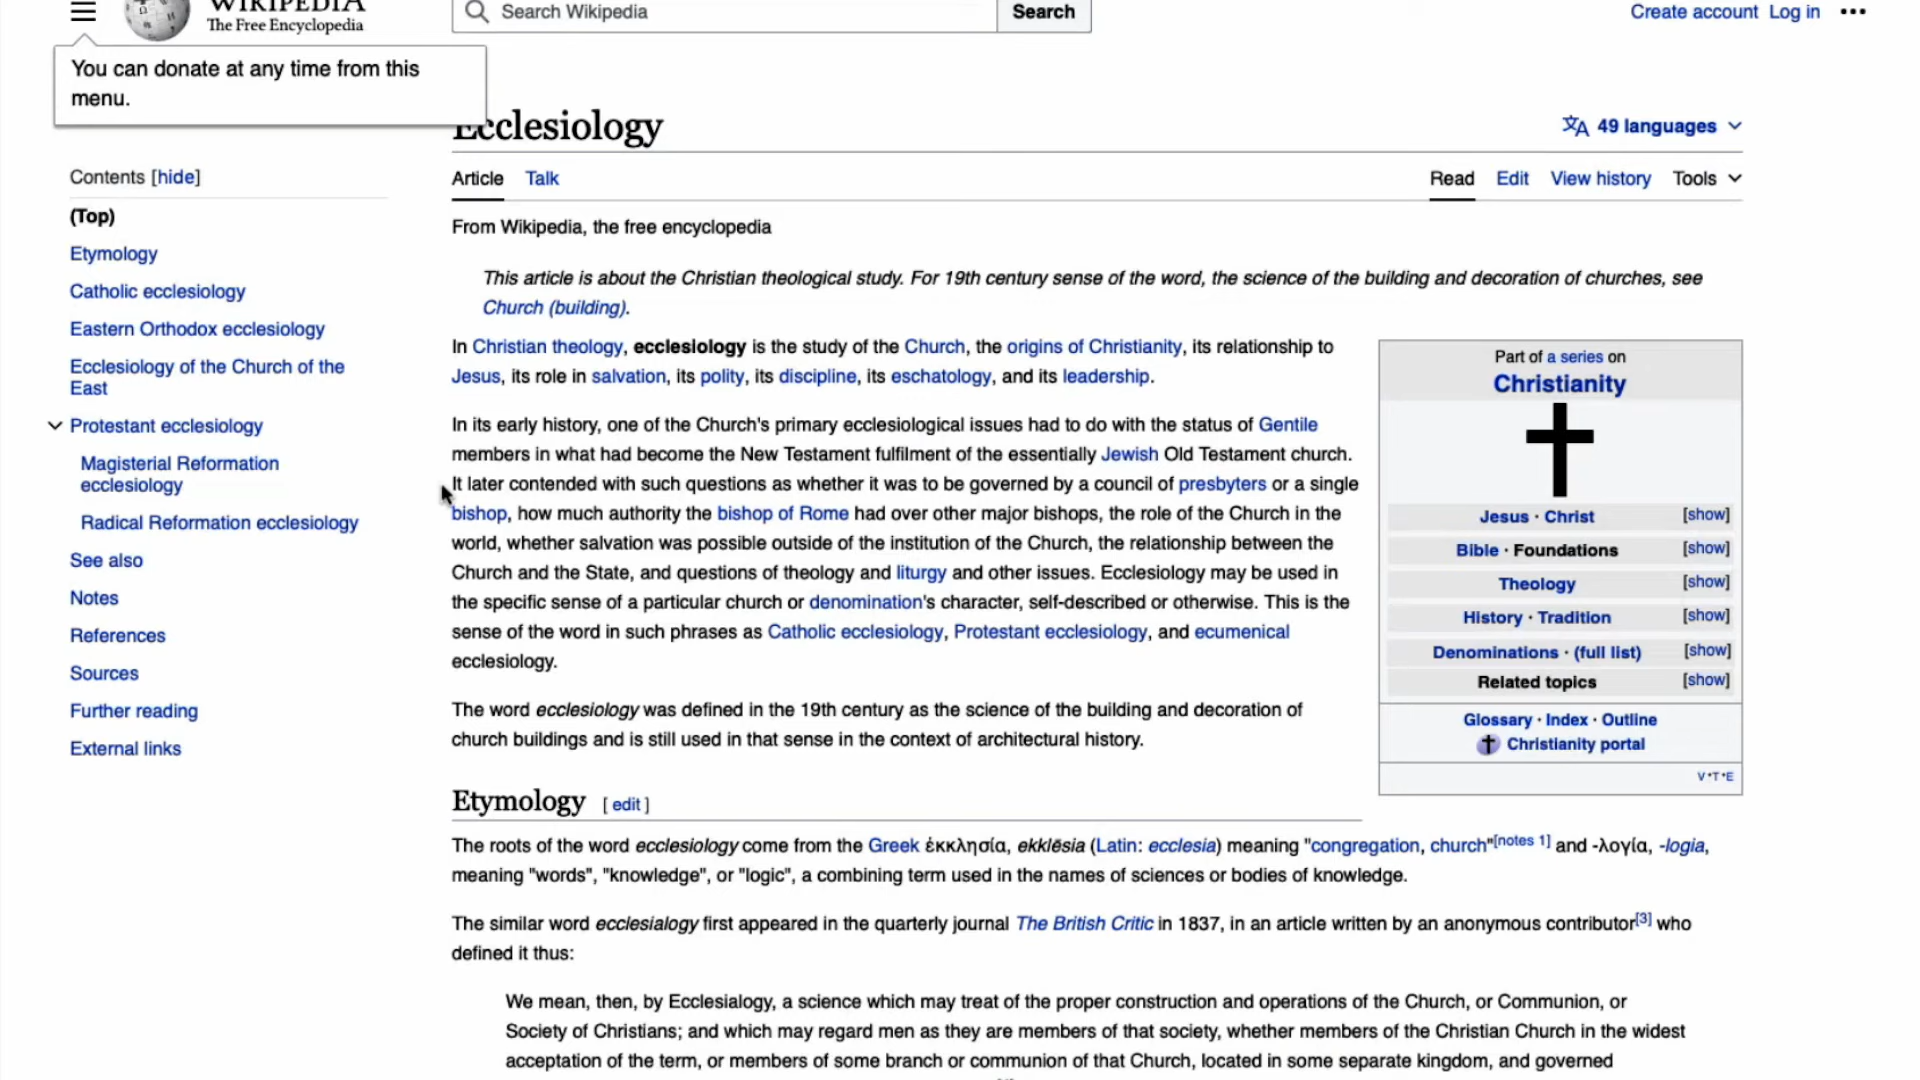 WIKIPEDIA
The Free Encyclopedia
Search Wikipedia
Search
Create account Log in
You can donate at any time from this
menu.
Ecclesiology
49 languages
Contents [hide]
(Top)
Etymology
Catholic ecclesiology
Eastern Orthodox ecclesiology
Ecclesiology of the Church of the
East
Protestant ecclesiology
Magisterial Reformation
ecclesiology
Radical Reformation ecclesiology
See also
Notes
References
Sources
Further reading
External links
Article Talk
Read Edit View history Tools
From Wikipedia, the free encyclopedia
This article is about the Christian theological study. For 19th century sense of the word, the science of the building and decoration of churches, see
Church (building).
In Christian theology, ecclesiology is the study of the Church, the origins of Christianity, its relationship to
Jesus, its role in salvation, its polity, its discipline, its eschatology, and its leadership.
In its early history, one of the Church's primary ecclesiological issues had to do with the status of Gentile
members in what had become the New Testament fulfilment of the essentially Jewish Old Testament church.
It later contended with such questions as whether it was to be governed by a council of presbyters or a single
bishop, how much authority the bishop of Rome had over other major bishops, the role of the Church in the
world, whether salvation was possible outside of the institution of the Church, the relationship between the
Church and the State, and questions of theology and liturgy and other issues. Ecclesiology may be used in
the specific sense of a particular church or denomination's character, self-described or otherwise. This is the
sense of the word in such phrases as Catholic ecclesiology, Protestant ecclesiology, and ecumenical
ecclesiology.
The word ecclesiology was defined in the 19th century as the science of the building and decoration of
church buildings and is still used in that sense in the context of architectural history.
Part of a series on
Christianity
Jesus · Christ [show]
Bible · Foundations [show]
Theology [show]
History · Tradition [show]
Denominations · (full list) [show]
Related topics [show]
Glossary · Index · Outline
Christianity portal
V·T·E
Etymology [ edit ]
The roots of the word ecclesiology come from the Greek ἐκκλησία, ekklēsia (Latin: ecclesia) meaning "congregation, church"[notes 1] and -λογία, -logia,
meaning "words", "knowledge", or "logic", a combining term used in the names of sciences or bodies of knowledge.
The similar word ecclesialogy first appeared in the quarterly journal The British Critic in 1837, in an article written by an anonymous contributor[3] who
defined it thus:
We mean, then, by Ecclesialogy, a science which may treat of the proper construction and operations of the Church, or Communion, or
Society of Christians; and which may regard men as they are members of that society, whether members of the Christian Church in the widest
acceptation of the term, or members of some branch or communion of that Church, located in some separate kingdom, and governed